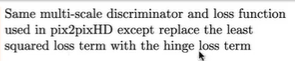 Same multi-scale discriminator and loss function
used in pix2pixHD except replace the least
squared loss term with the hinge loss term